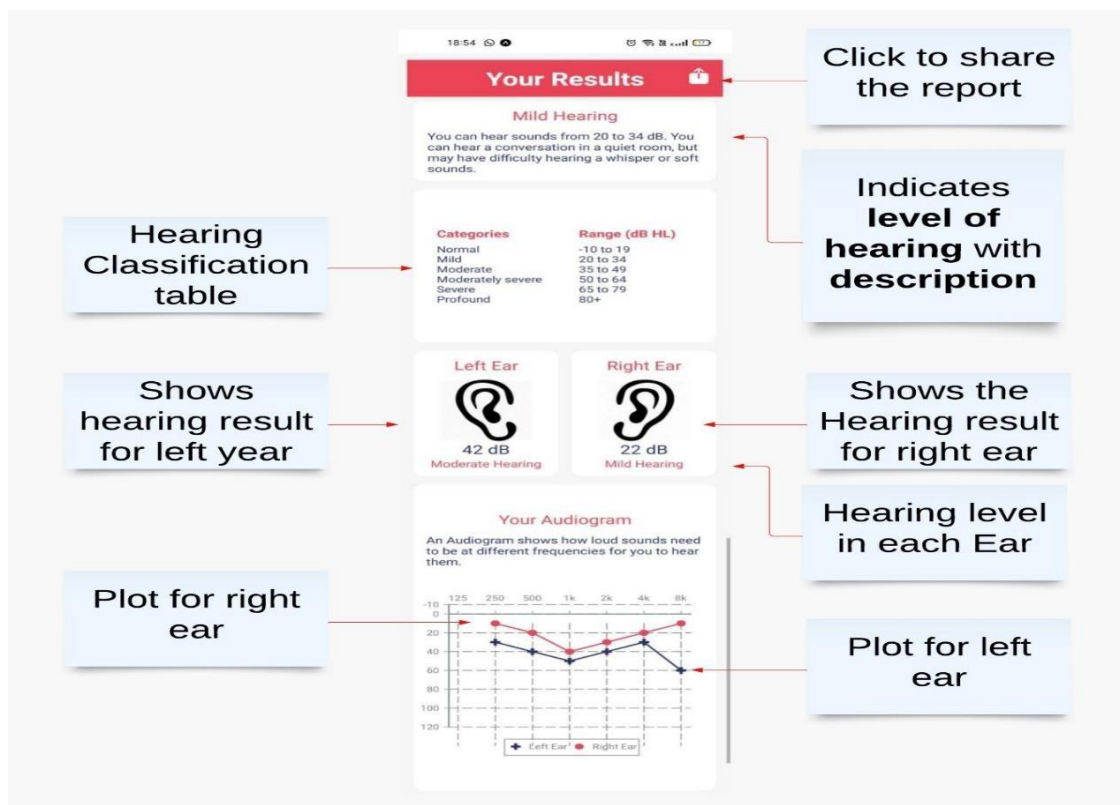 18:54
Your Results
Click to share
the report
Mild Hearing
You can hear sounds from 20 to 34 dB. You
can hear a conversation in a quiet room, but
may have difficulty hearing a whisper or soft
sounds.
Indicates
level of
hearing with
description
Hearing
Classification
table
Categories Range (dB HL)
Normal -10 to 19
Mild 20 to 34
Moderate 35 to 49
Moderately severe 50 to 64
Severe 65 to 79
Profound 80+
Shows
hearing result
for left year
Left Ear
42 dB
Moderate Hearing
Right Ear
22 dB
Mild Hearing
Shows the
Hearing result
for right ear
Hearing level
in each Ear
Your Audiogram
An Audiogram shows how loud sounds need
to be at different frequencies for you to hear
them.
Plot for right
ear
125 250 500 1k 2k 4k 8k
-10
0
20
40
60
80
100
120
Left Ear Right Ear
Plot for left
ear